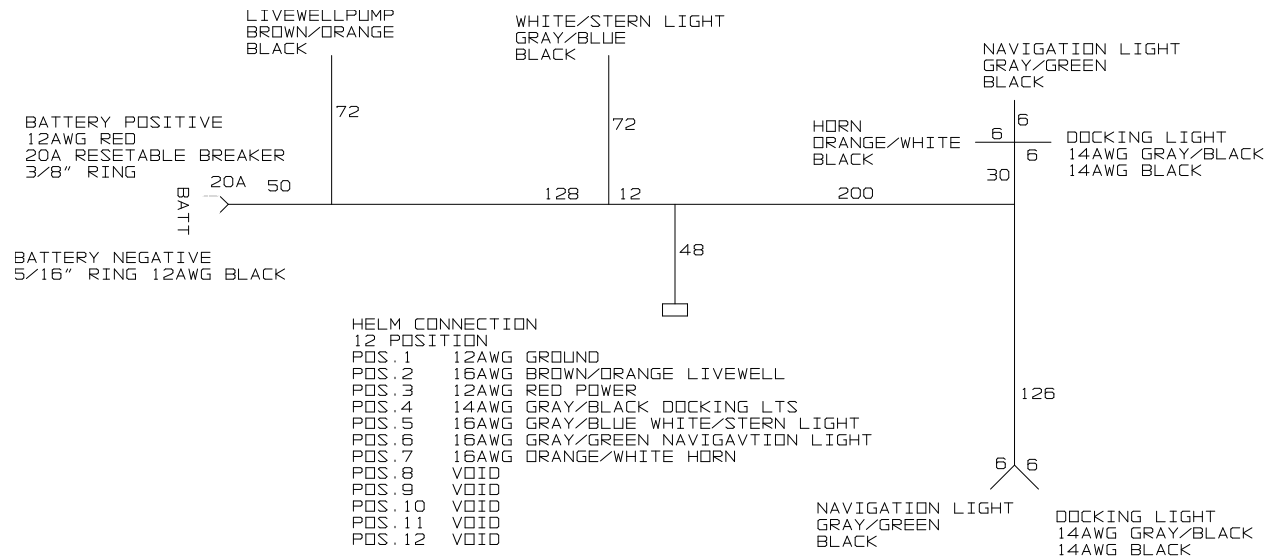 LIVEWELLPUMP
BROWN/ORANGE
BLACK
WHITE/STERN LIGHT
GRAY/BLUE
BLACK
NAVIGATION LIGHT
GRAY/GREEN
BLACK
72
72
BATTERY POSITIVE
12AWG RED
20A RESETABLE BREAKER
3/8" RING
HORN
ORANGE/WHITE
BLACK
6
6
6
DOCKING LIGHT
14AWG GRAY/BLACK
14AWG BLACK
30
20A
50
128
12
200
BATT
BATTERY NEGATIVE
5/16" RING 12AWG BLACK
48
HELM CONNECTION
12 POSITION
POS.1 12AWG GROUND
POS.2 16AWG BROWN/ORANGE LIVEWELL
POS.3 12AWG RED POWER
POS.4 14AWG GRAY/BLACK DOCKING LTS
POS.5 16AWG GRAY/BLUE WHITE/STERN LIGHT
POS.6 16AWG GRAY/GREEN NAVIGAVTION LIGHT
POS.7 16AWG ORANGE/WHITE HORN
POS.8 VOID
POS.9 VOID
POS.10 VOID
POS.11 VOID
POS.12 VOID
126
6
6
NAVIGATION LIGHT
GRAY/GREEN
BLACK
DOCKING LIGHT
14AWG GRAY/BLACK
14AWG BLACK